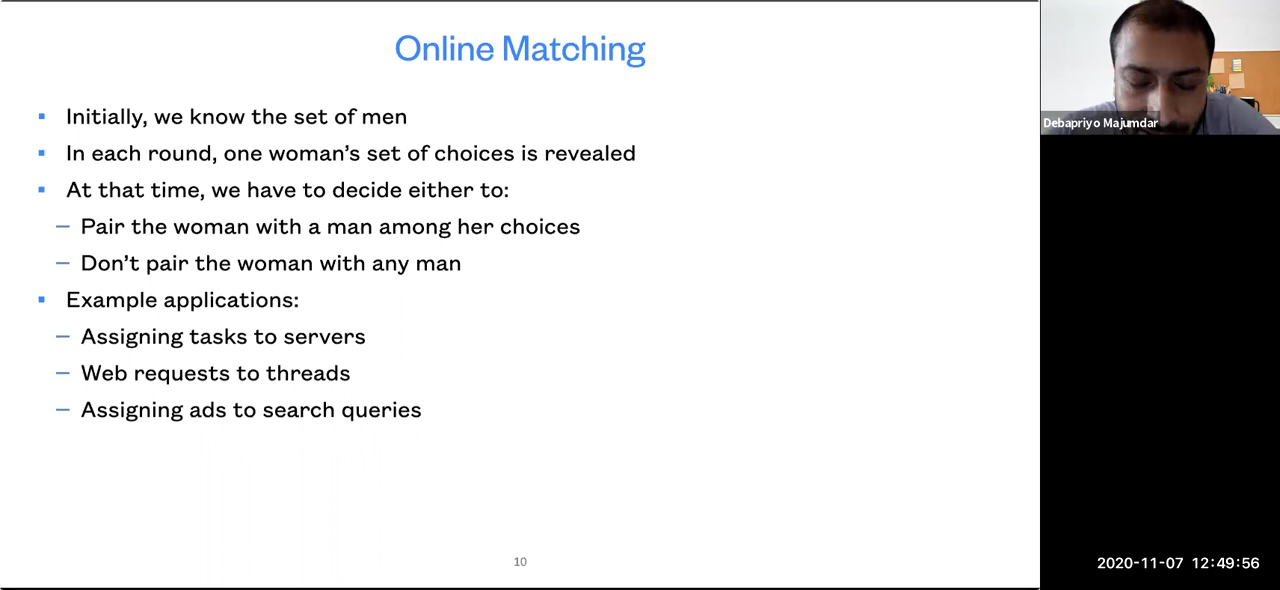 Online Matching
▪ Initially, we know the set of men
▪ In each round, one woman's set of choices is revealed
▪ At that time, we have to decide either to:
– Pair the woman with a man among her choices
– Don't pair the woman with any man
▪ Example applications:
– Assigning tasks to servers
– Web requests to threads
– Assigning ads to search queries
10
Debapriyo Majumdar
2020-11-07 12:49:56